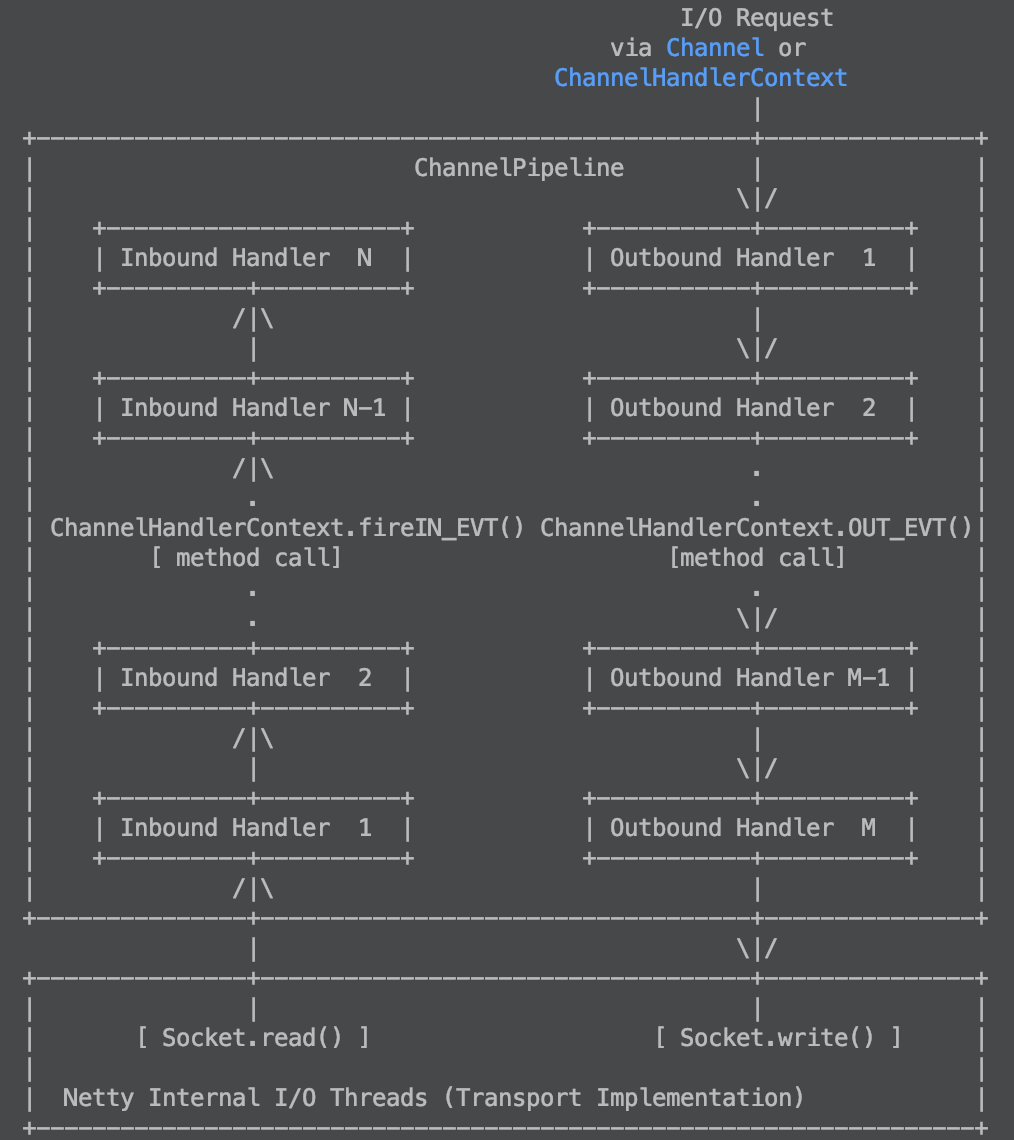 I/O Request
via Channel or
ChannelHandlerContext
ChannelPipeline
Inbound Handler N
Outbound Handler 1
Inbound Handler N-1
Outbound Handler 2
ChannelHandlerContext.fireIN_EVT() ChannelHandlerContext.OUT_EVT()
[ method call]
[method call]
Inbound Handler 2
Outbound Handler M-1
Inbound Handler 1
Outbound Handler M
[ Socket.read() ]
[ Socket.write() ]
Netty Internal I/O Threads (Transport Implementation)